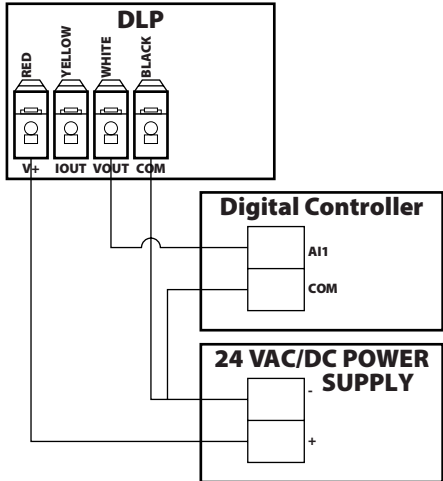 DLP
RED YELLOW WHITE BLACK
V+ IOUT VOUT COM
Digital Controller
AI1
COM
24 VAC/DC POWER
SUPPLY
-
+